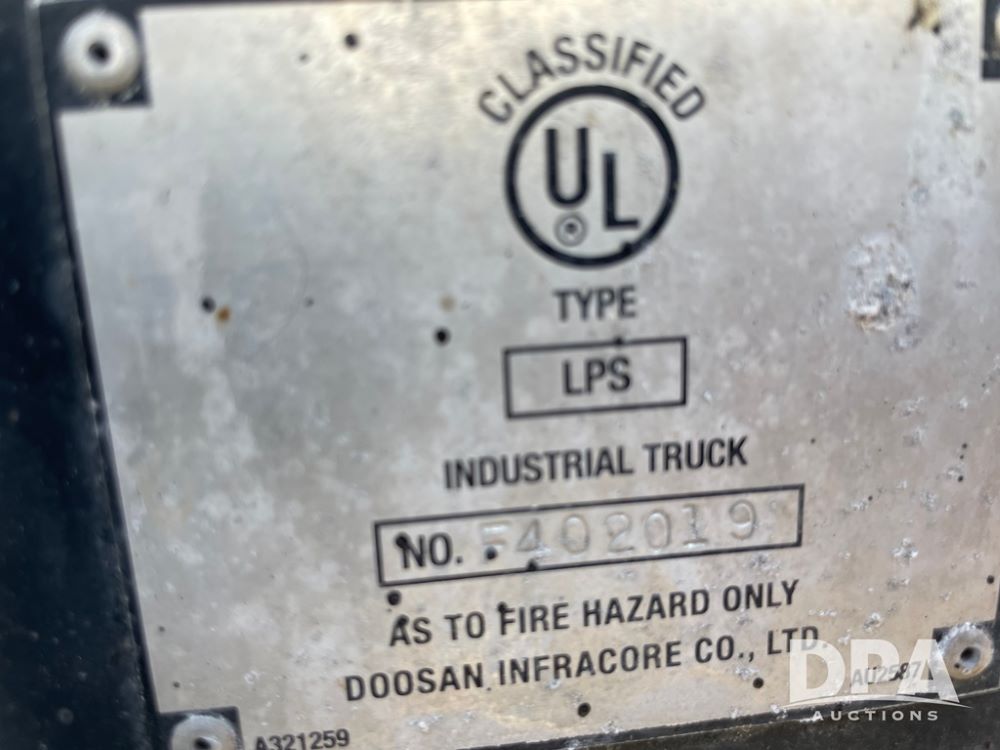 CLASSIFIED
UL
TYPE
LPS
INDUSTRIAL TRUCK
NO. F402019
AS TO FIRE HAZARD ONLY
DOOSAN INFRACORE CO., LTD.
A321259
AU2587
DPA
AUCTIONS